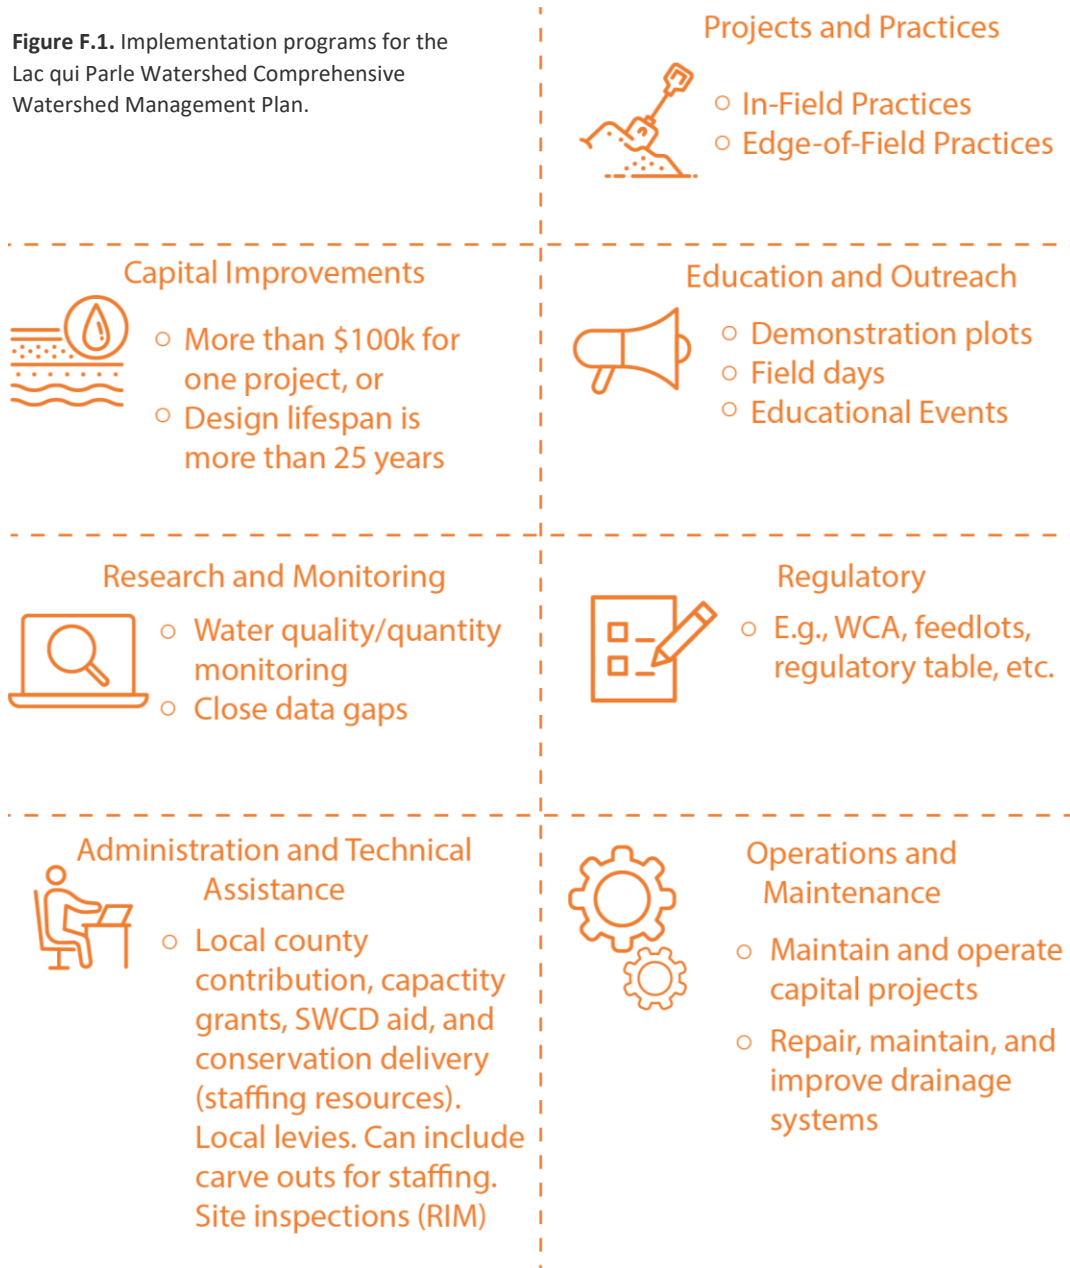 Figure F.1. Implementation programs for the
Lac qui Parle Watershed Comprehensive
Watershed Management Plan.
Projects and Practices
○ In-Field Practices
○ Edge-of-Field Practices
Capital Improvements
○ More than $100k for
one project, or
○ Design lifespan is
more than 25 years
Education and Outreach
○ Demonstration plots
○ Field days
○ Educational Events
Research and Monitoring
○ Water quality/quantity
monitoring
○ Close data gaps
Regulatory
○ E.g., WCA, feedlots,
regulatory table, etc.
Administration and Technical
Assistance
○ Local county
contribution, capactity
grants, SWCD aid, and
conservation delivery
(staffing resources).
Local levies. Can include
carve outs for staffing.
Site inspections (RIM)
Operations and
Maintenance
○ Maintain and operate
capital projects
○ Repair, maintain, and
improve drainage
systems